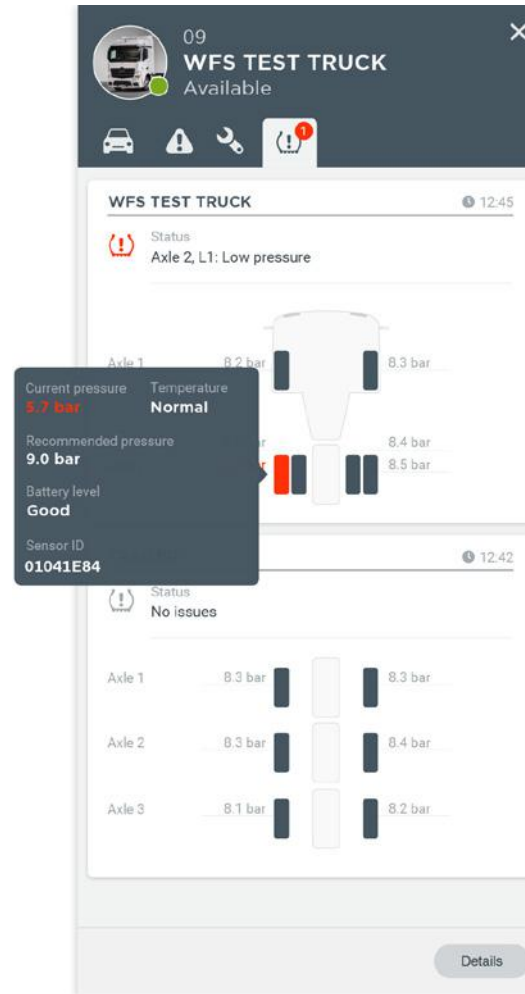 09
WFS TEST TRUCK
Available
1
WFS TEST TRUCK
12:45
Status
Axle 2, L1: Low pressure
Axle 1
8.2 bar
8.3 bar
Current pressure
5.7 bar
Temperature
Normal
Recommended pressure
9.0 bar
Battery level
Good
Sensor ID
01041E84
8.4 bar
8.5 bar
12:42
Status
No issues
Axle 1
8.3 bar
8.3 bar
Axle 2
8.3 bar
8.4 bar
Axle 3
8.1 bar
8.2 bar
Details